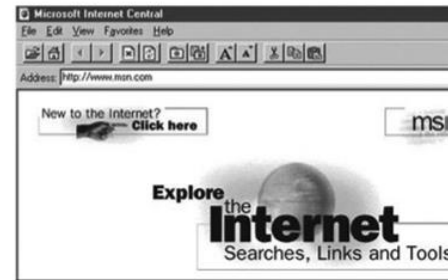 Microsoft Internet Central
File Edit View Favorites Help
Address: http://www.msn.com
New to the Internet?
Click here
msn
Explore
the
Internet
Searches, Links and Tools